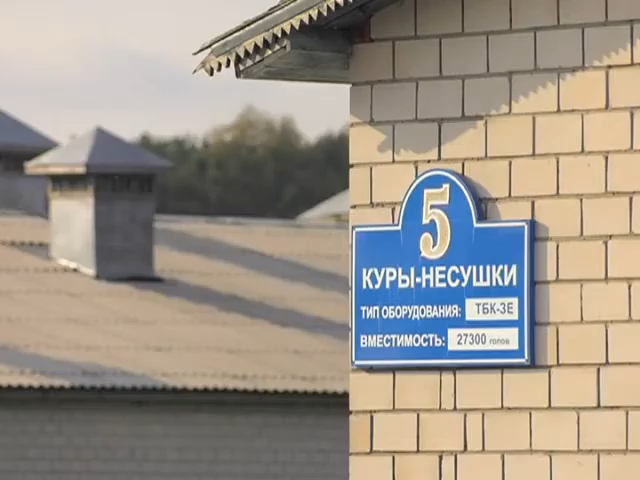 5
КУРЫ-НЕСУШКИ
ТИП ОБОРУДОВАНИЯ: ТБК-3Е
ВМЕСТИМОСТЬ: 27300 голов